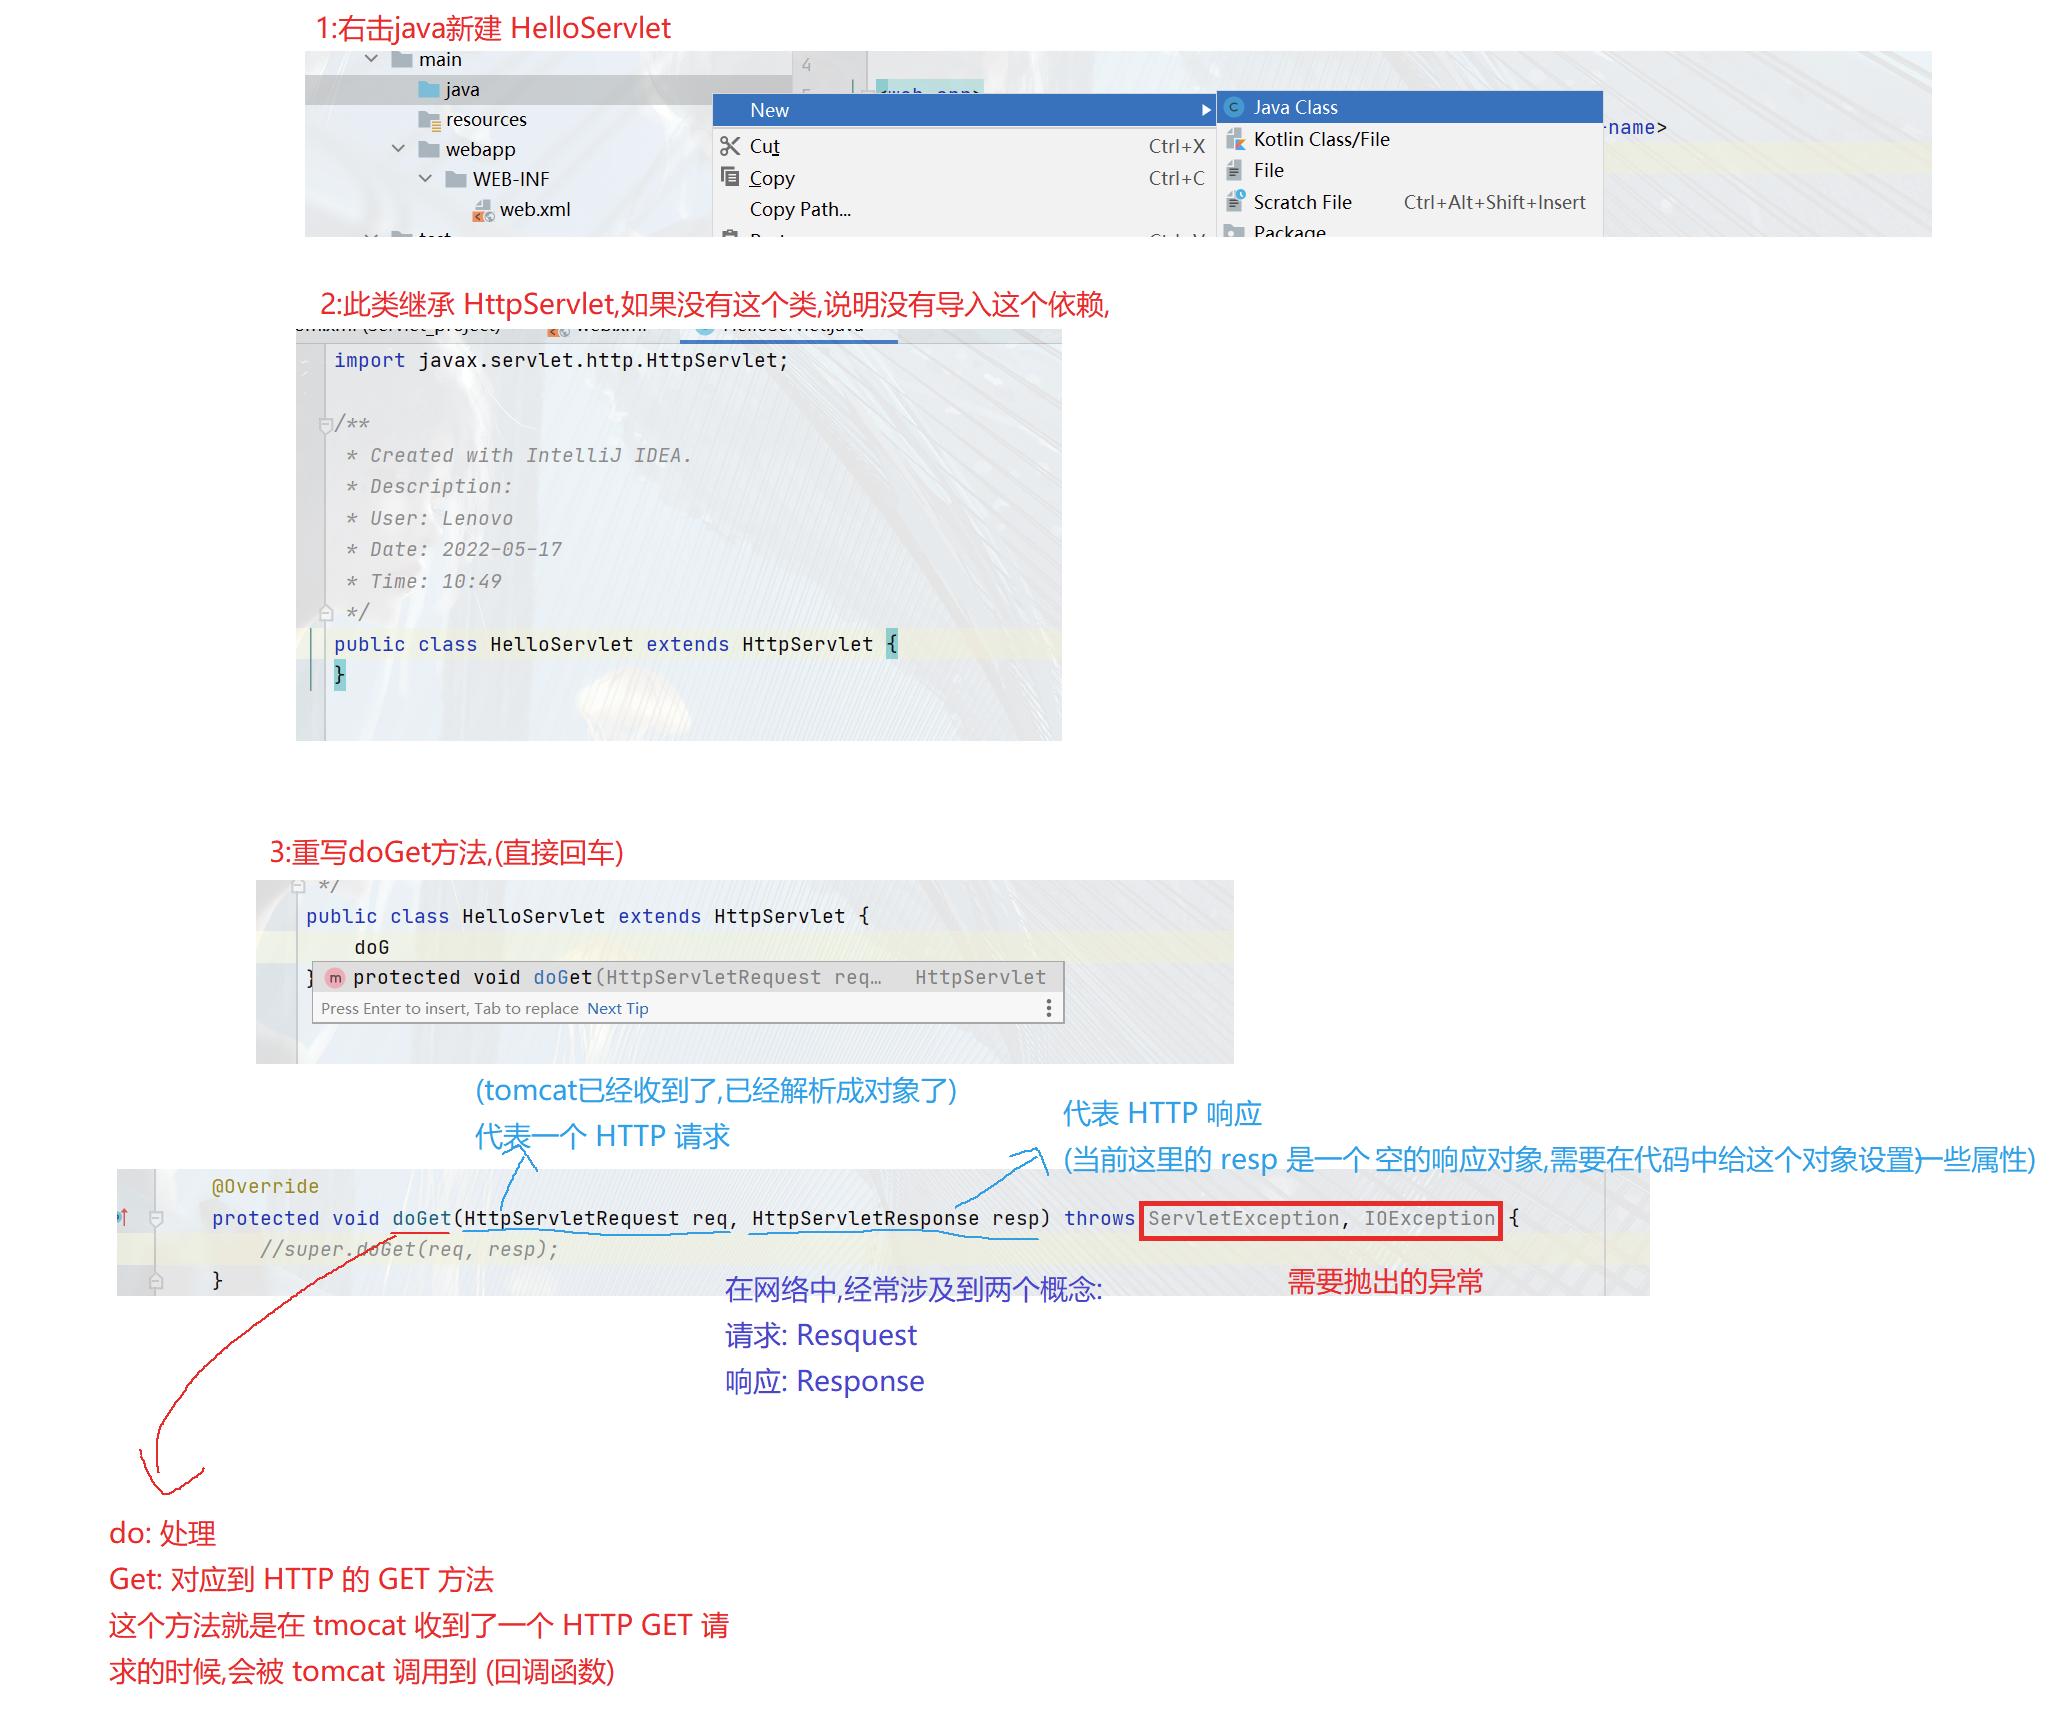 1:右击java新建 HelloServlet
main
java
resources
webapp
WEB-INF
web.xml
4
New
Cut Ctrl+X
Copy Ctrl+C
Copy Path...
Java Class
Kotlin Class/File
File
Scratch File Ctrl+Alt+Shift+Insert
Package
-name>
2:此类继承 HttpServlet,如果没有这个类,说明没有导入这个依赖,
import javax.servlet.http.HttpServlet;
/**
* Created with IntelliJ IDEA.
* Description:
* User: Lenovo
* Date: 2022-05-17
* Time: 10:49
*/
public class HelloServlet extends HttpServlet {
}
3:重写doGet方法,(直接回车)
*/
public class HelloServlet extends HttpServlet {
doG
}
m protected void doGet(HttpServletRequest req… HttpServlet
Press Enter to insert, Tab to replace Next Tip
(tomcat已经收到了,已经解析成对象了)
代表一个 HTTP 请求
代表 HTTP 响应
(当前这里的 resp 是一个 空的响应对象,需要在代码中给这个对象设置)一些属性)
@Override
protected void doGet(HttpServletRequest req, HttpServletResponse resp) throws ServletException, IOException {
//super.doGet(req, resp);
}
需要抛出的异常
在网络中,经常涉及到两个概念:
请求: Resquest
响应: Response
do: 处理
Get: 对应到 HTTP 的 GET 方法
这个方法就是在 tmocat 收到了一个 HTTP GET 请
求的时候,会被 tomcat 调用到 (回调函数)